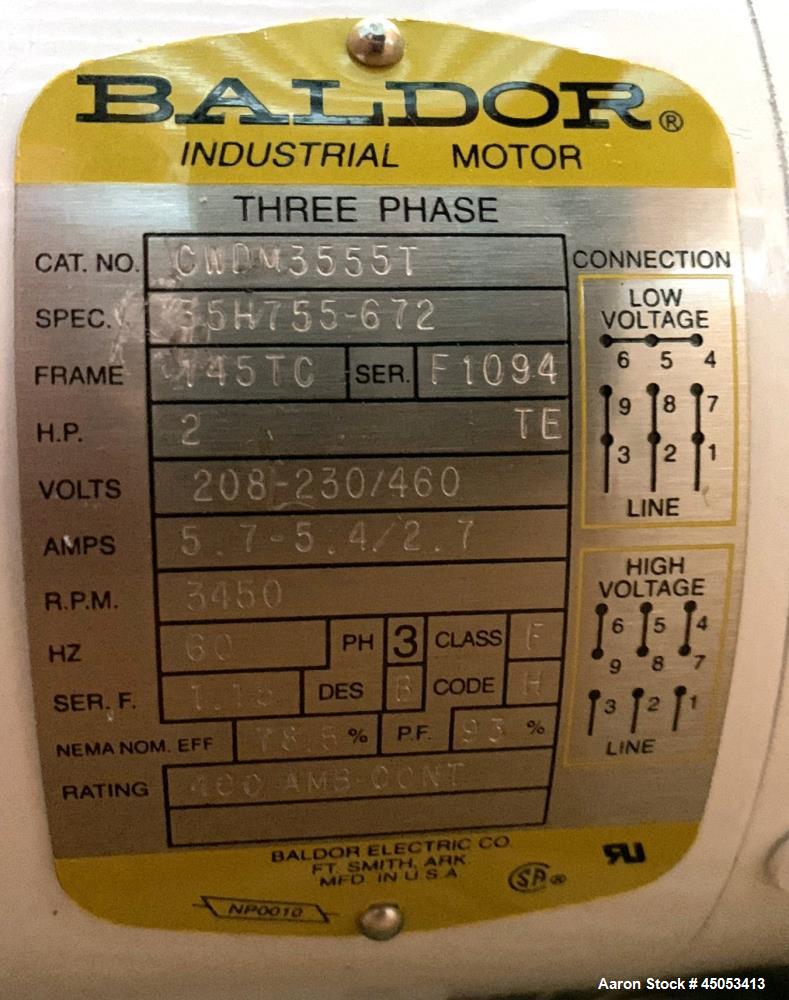 BALDOR®
INDUSTRIAL MOTOR
THREE PHASE
CAT. NO. CWDM3555T
SPEC. 35H755-672
FRAME 145TC SER. F1094
H.P. 2 TE
VOLTS 208-230/460
AMPS 5.7-5.4/2.7
R.P.M. 3450
HZ 60 PH 3 CLASS F
SER. F. 1.15 DES B CODE H
NEMA NOM. EFF 78.5 % P.F. 93 %
RATING 40C AMB-CONT
CONNECTION
LOW
VOLTAGE
6 5 4
9 8 7
3 2 1
LINE
HIGH
VOLTAGE
6 5 4
9 8 7
3 2 1
LINE
BALDOR ELECTRIC CO
FT. SMITH, ARK
MFD. IN U.S.A
NP0010
SA ®
RU
Aaron Stock # 45053413